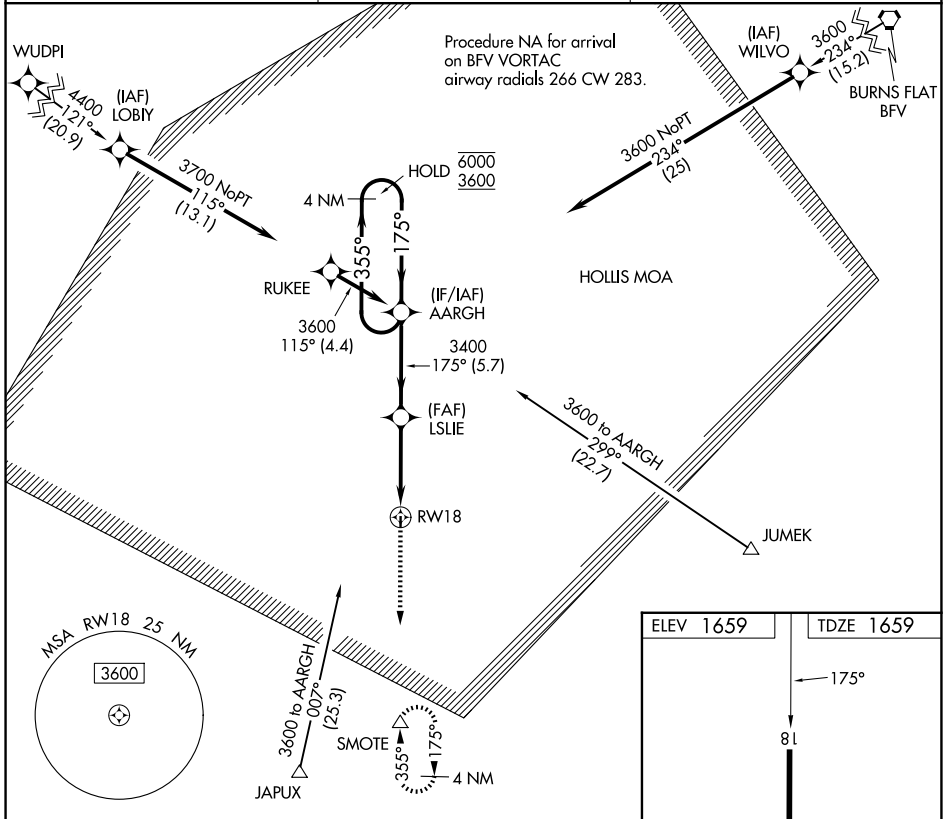 WUDPI
4400
121°
(20.9)
(IAF)
LOBIY
3700 NoPT
115°
(13.1)
Procedure NA for arrival
on BFV VORTAC
airway radials 266 CW 283.
(IAF)
WILVO
3600
234°
(15.2)
BURNS FLAT
BFV
3600 NoPT
234°
(25)
HOLD
6000
3600
4 NM
355°
175°
RUKEE
3600
115° (4.4)
(IF/IAF)
AARGH
HOLLIS MOA
3400
175° (5.7)
(FAF)
LSLIE
3600 to AARGH
299°
(22.7)
JUMEK
RW18
MSA RW18 25 NM
3600
3600 to AARGH
007°
(25.3)
JAPUX
SMOTE
355°
175°
4 NM
ELEV 1659
TDZE 1659
175°
18